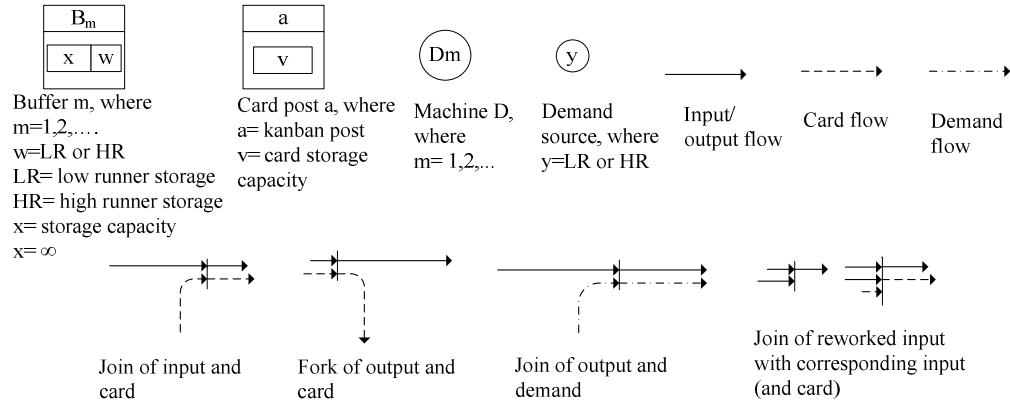 Bm
x w
Buffer m, where
m=1,2,….
w=LR or HR
LR= low runner storage
HR= high runner storage
x= storage capacity
x= ∞
a
v
Card post a, where
a= kanban post
v= card storage
capacity
Dm
Machine D,
where
m= 1,2,...
y
Demand
source, where
y=LR or HR
Input/
output flow
Card flow
Demand
flow
Join of input and
card
Fork of output and
card
Join of output and
demand
Join of reworked input
with corresponding input
(and card)